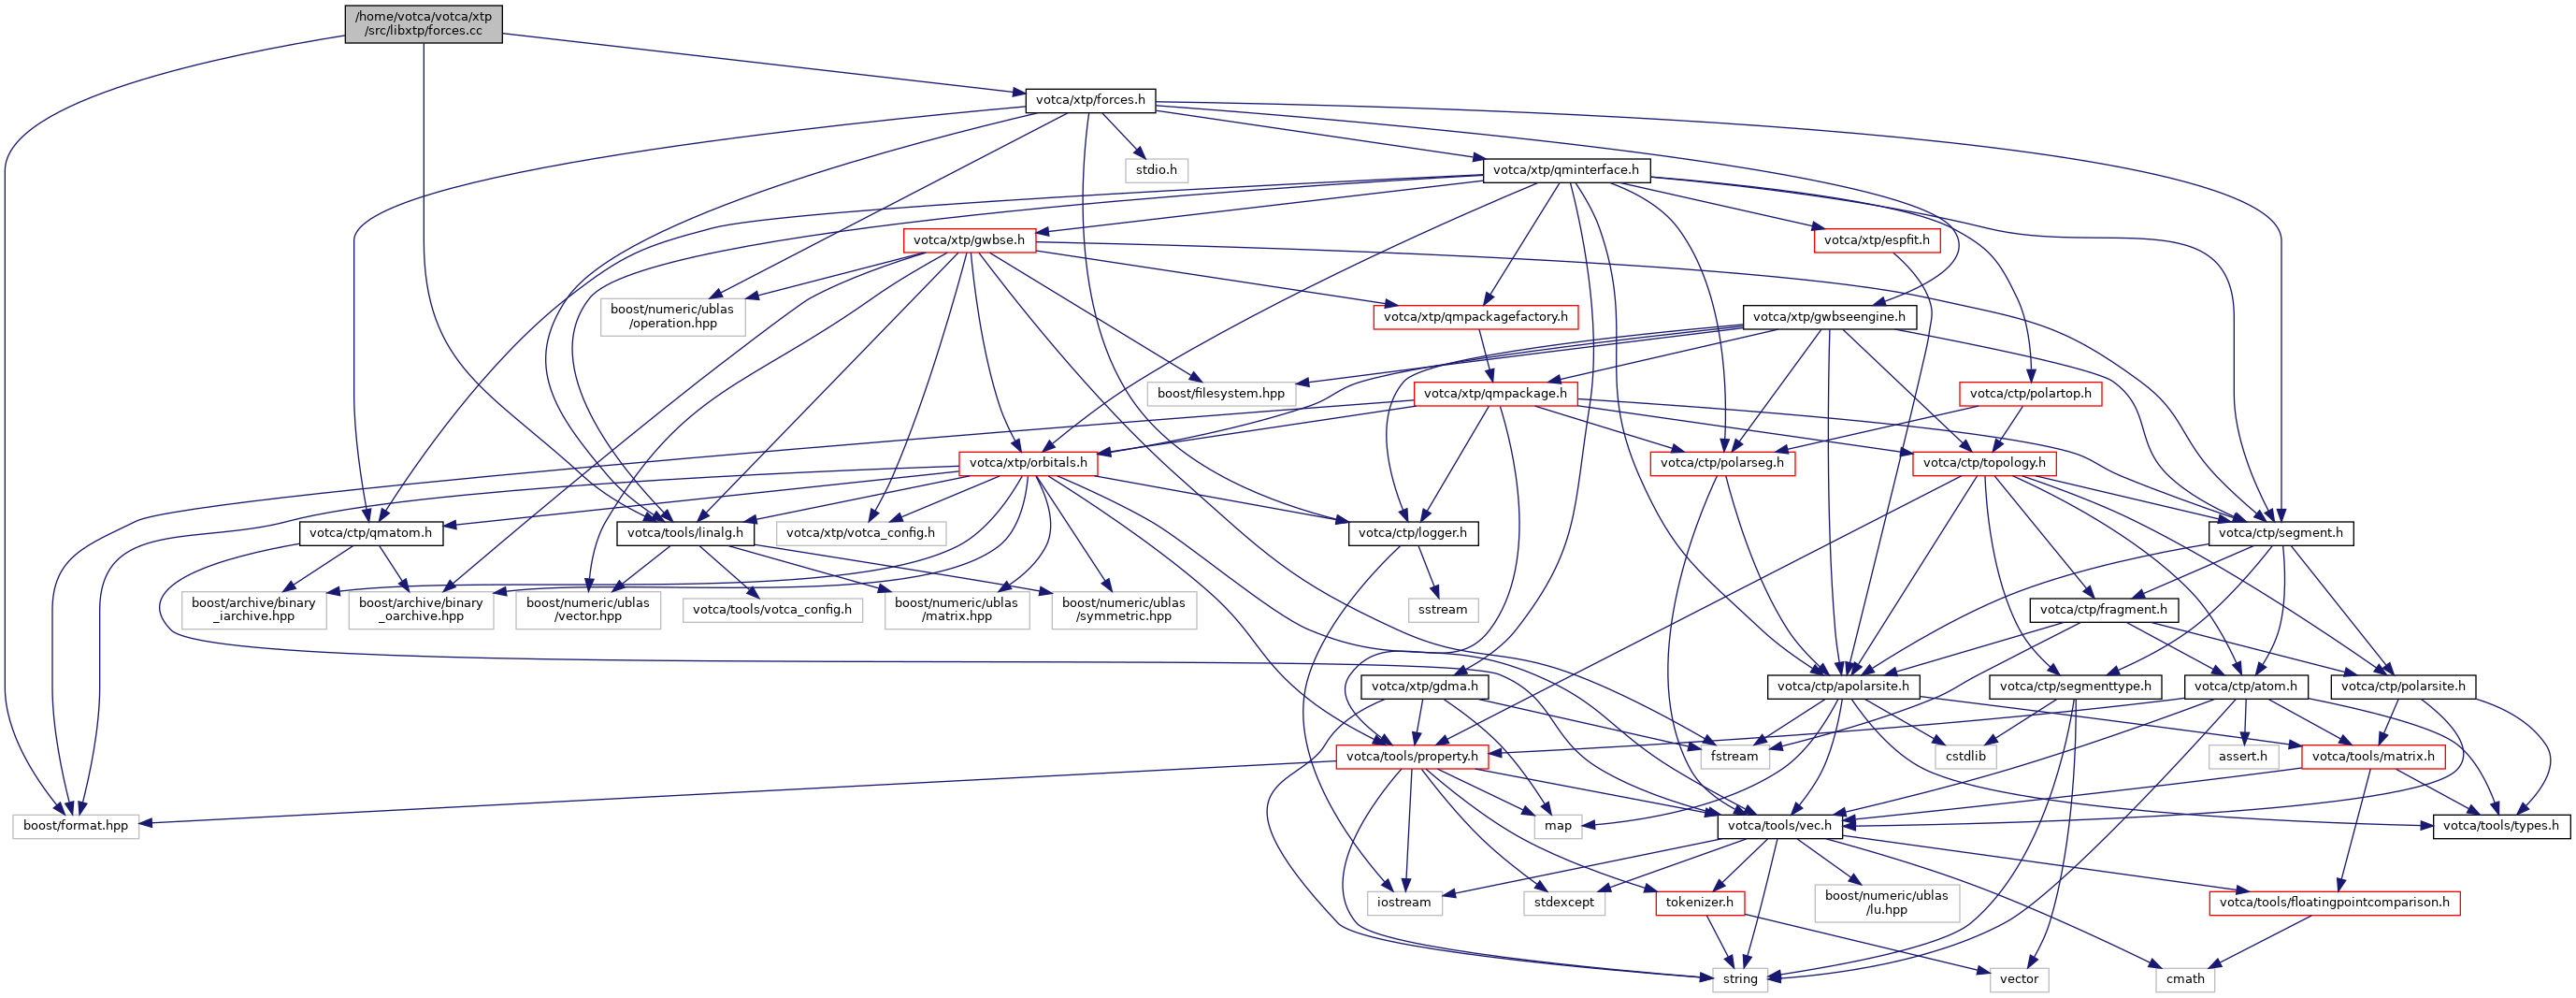 /home/votca/votca/xtp
/src/libxtp/forces.cc
votca/xtp/forces.h
stdio.h
votca/xtp/qminterface.h
votca/xtp/gwbse.h
votca/xtp/espfit.h
boost/numeric/ublas
/operation.hpp
votca/xtp/qmpackagefactory.h
votca/xtp/gwbseengine.h
boost/filesystem.hpp
votca/xtp/qmpackage.h
votca/ctp/polartop.h
votca/xtp/orbitals.h
votca/ctp/polarseg.h
votca/ctp/topology.h
votca/ctp/qmatom.h
votca/tools/linalg.h
votca/xtp/votca_config.h
votca/ctp/logger.h
votca/ctp/segment.h
boost/archive/binary
_iarchive.hpp
boost/archive/binary
_oarchive.hpp
boost/numeric/ublas
/vector.hpp
votca/tools/votca_config.h
boost/numeric/ublas
/matrix.hpp
boost/numeric/ublas
/symmetric.hpp
sstream
votca/ctp/fragment.h
votca/xtp/gdma.h
votca/ctp/apolarsite.h
votca/ctp/segmenttype.h
votca/ctp/atom.h
votca/ctp/polarsite.h
votca/tools/property.h
fstream
cstdlib
assert.h
votca/tools/matrix.h
boost/format.hpp
map
votca/tools/vec.h
votca/tools/types.h
iostream
stdexcept
tokenizer.h
boost/numeric/ublas
/lu.hpp
votca/tools/floatingpointcomparison.h
string
vector
cmath